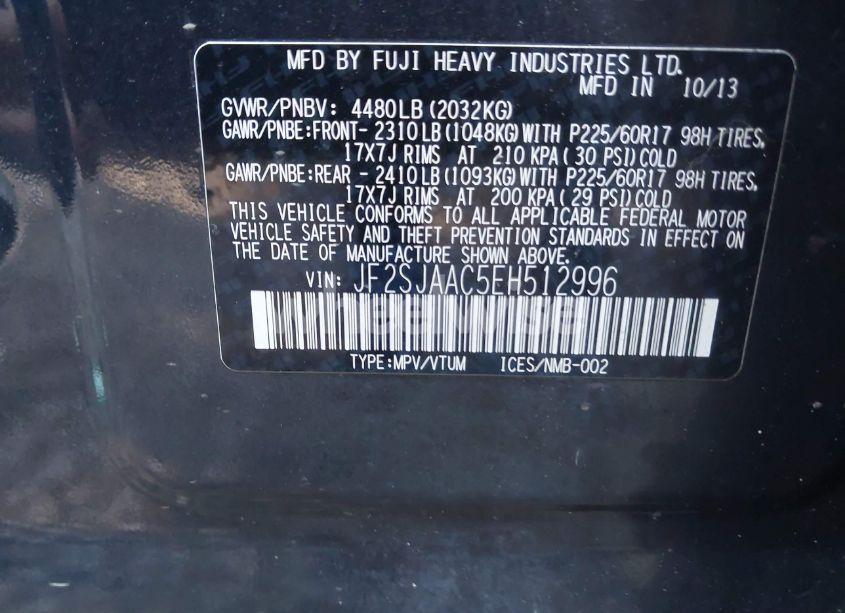 MFD BY FUJI HEAVY INDUSTRIES LTD.
MFD IN 10/13
GVWR/PNBV: 4480LB (2032KG)
GAWR/PNBE:FRONT- 2310 LB (1048KG) WITH P225/60R17 98H TIRES,
17X7J RIMS AT 210 KPA ( 30 PSI) COLD
GAWR/PNBE:REAR - 2410 LB (1093KG) WITH P225/60R17 98H TIRES,
17X7J RIMS AT 200 KPA ( 29 PSI) COLD
THIS VEHICLE CONFORMS TO ALL APPLICABLE FEDERAL MOTOR
VEHICLE SAFETY AND THEFT PREVENTION STANDARDS IN EFFECT ON
THE DATE OF MANUFACTURE SHOWN ABOVE.
VIN: JF2SJAAC5EH512996
TYPE:MPV/VTUM ICES/NMB-002